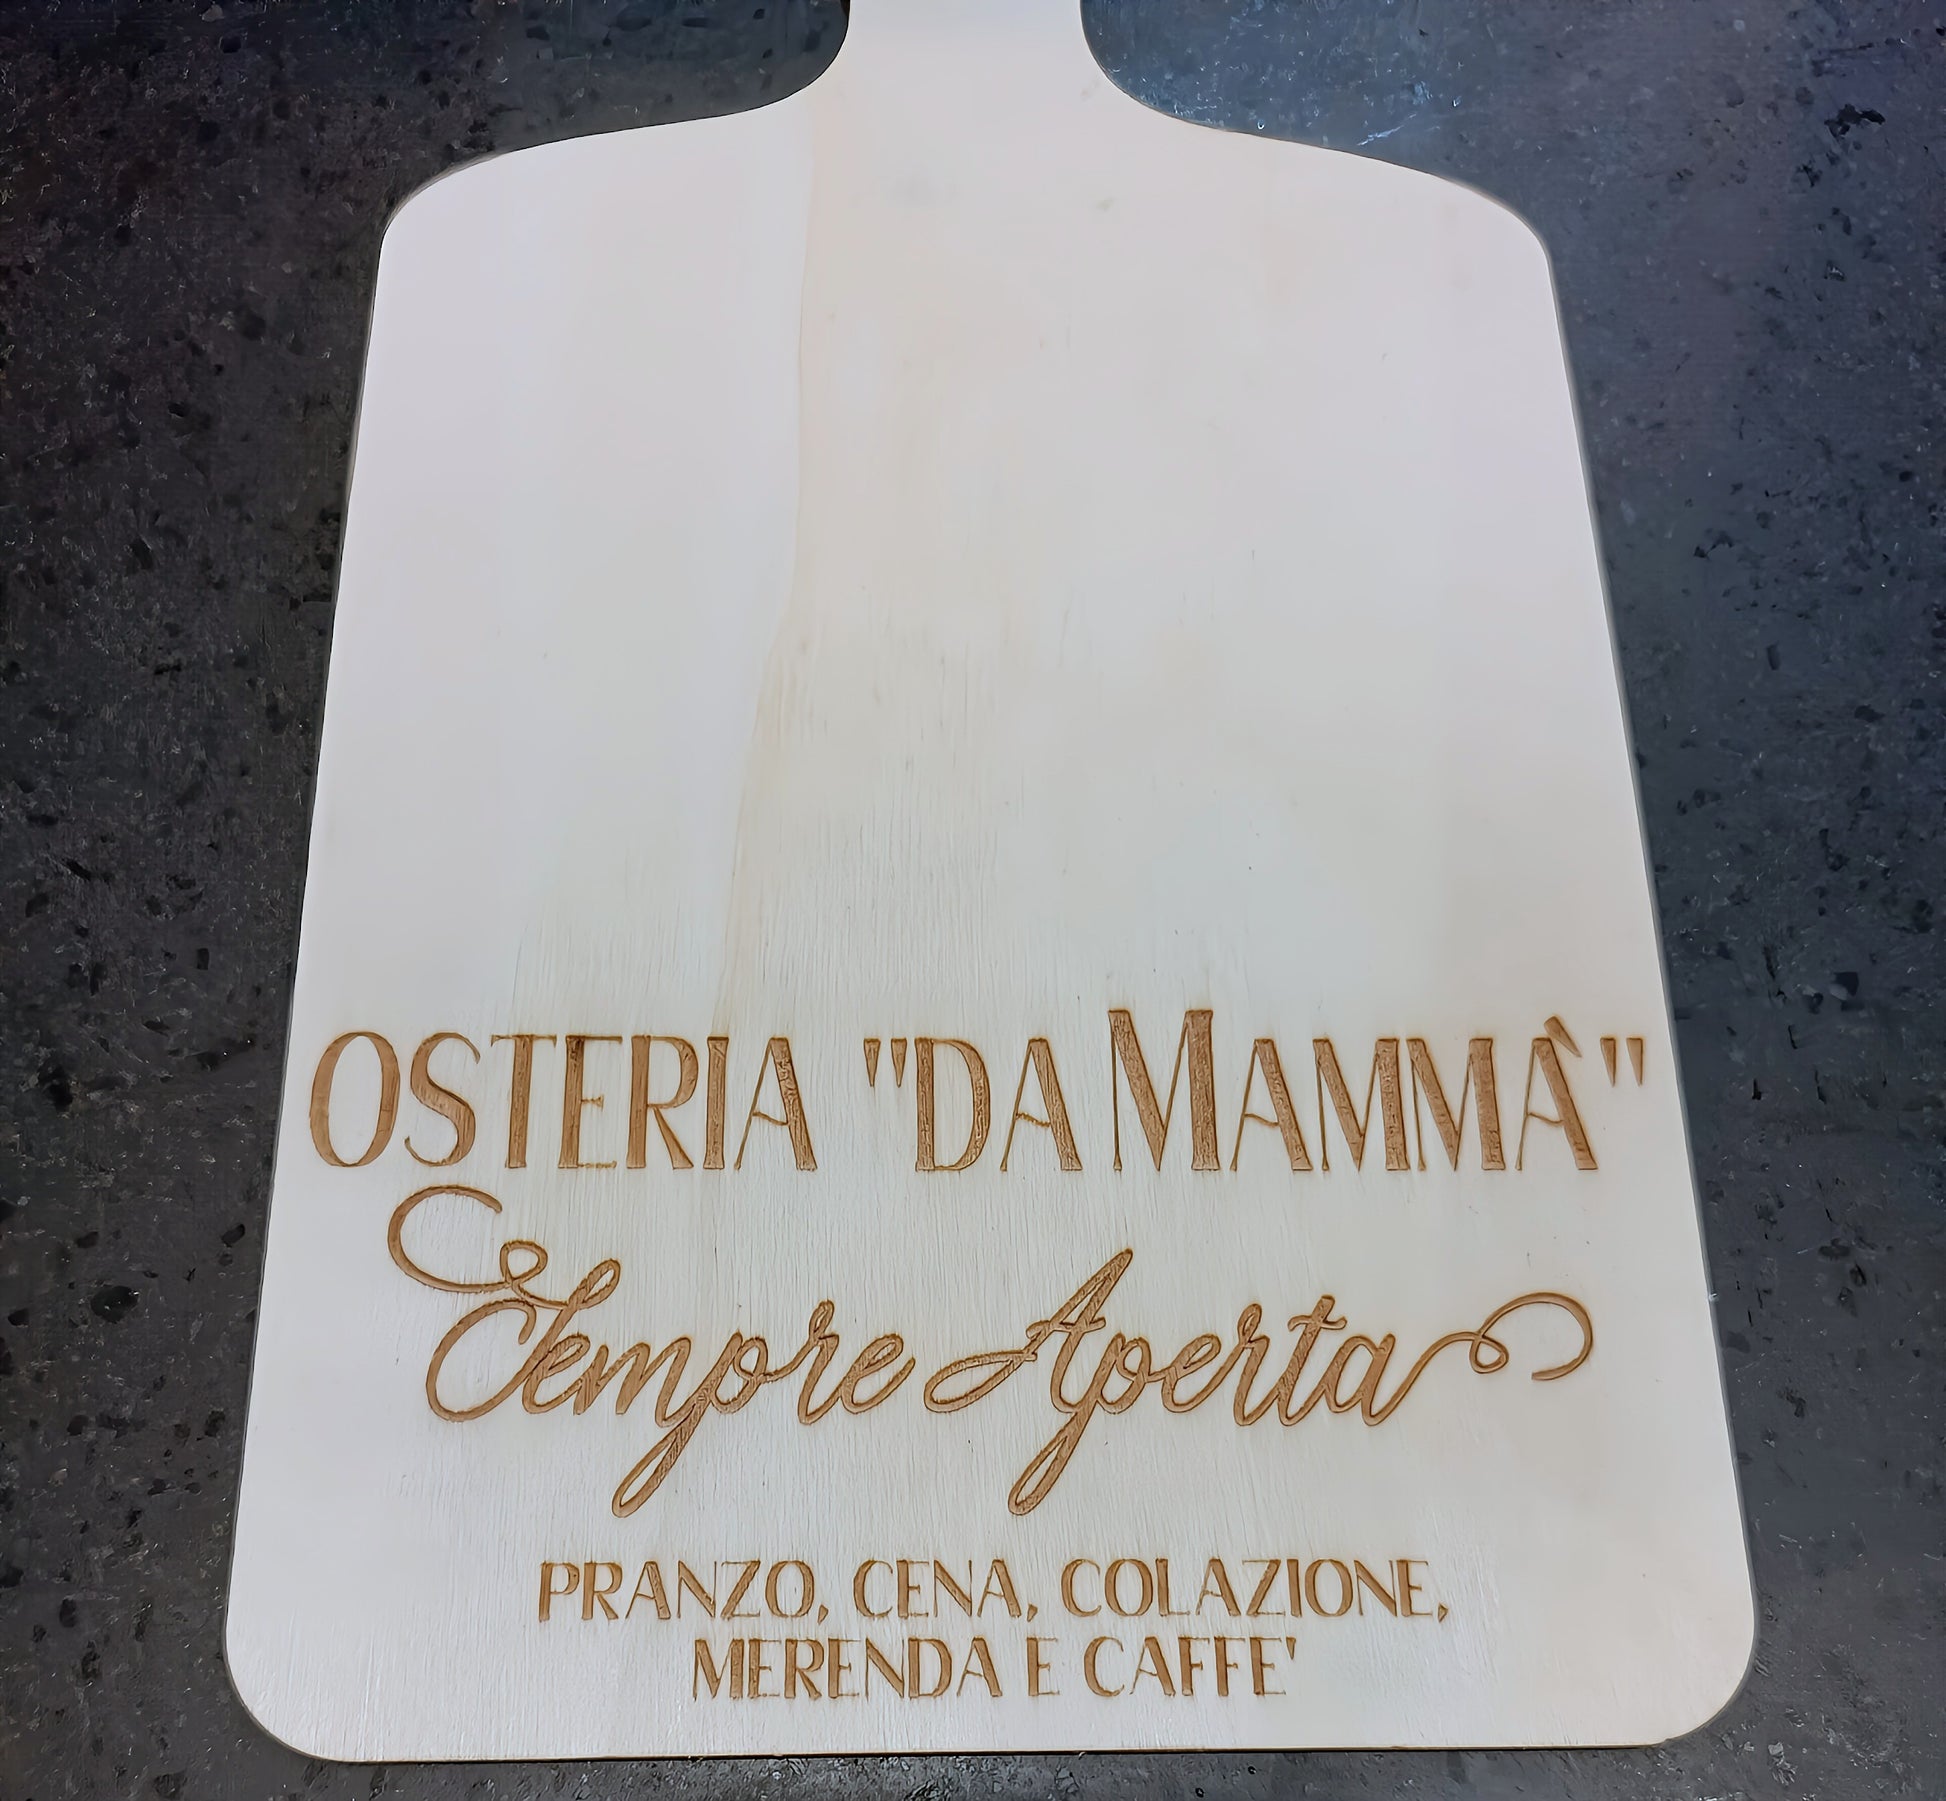 OSTERIA "DA MAMMÀ"
Sempre Aperta
PRANZO, CENA, COLAZIONE,
MERENDA E CAFFE'